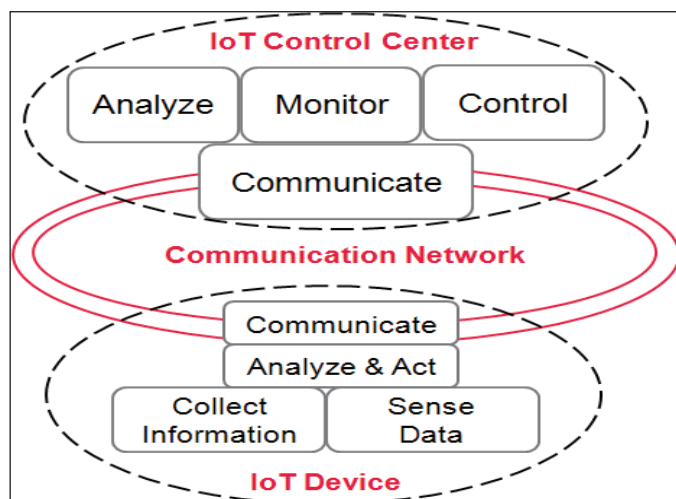 IoT Control Center
Analyze Monitor Control
Communicate
Communication Network
Communicate
Analyze & Act
Collect
Information
Sense
Data
IoT Device